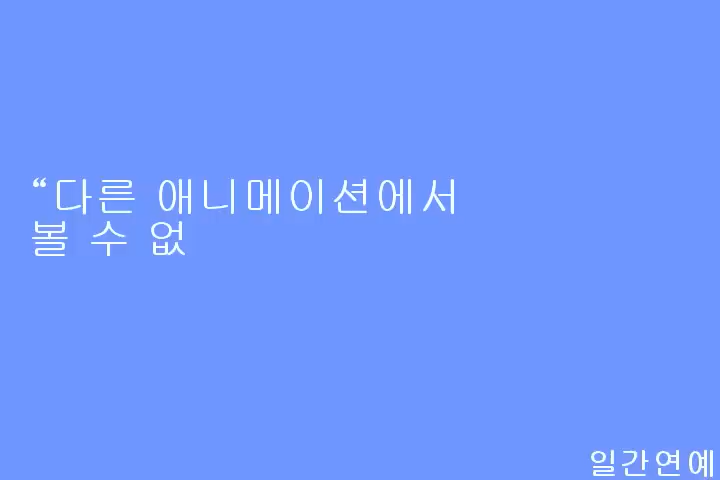 “다른 애니메이션에서
볼 수 없
일간연예